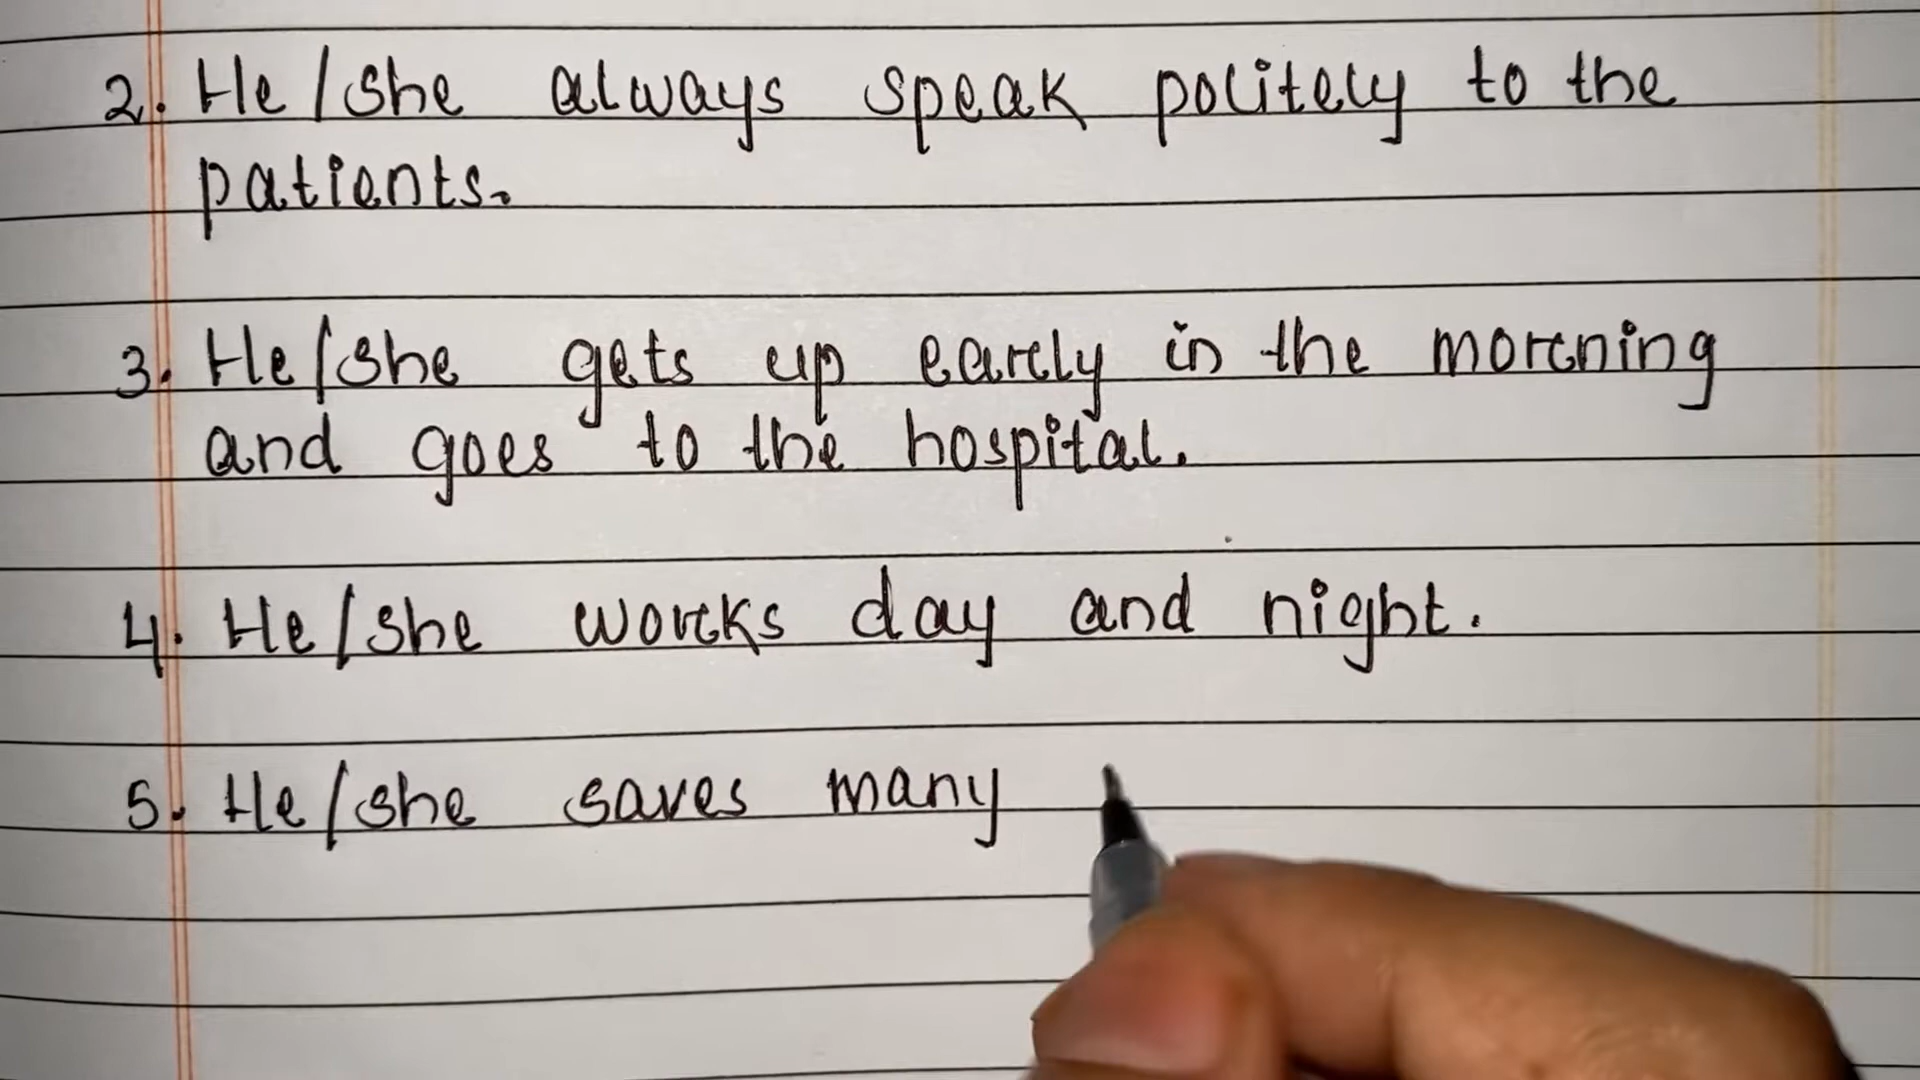 2. He/she always speak politely to the
patients.
3. He/she gets up early in the morning
and goes to the hospital.
4. He/she works day and night.
5. He/she saves many